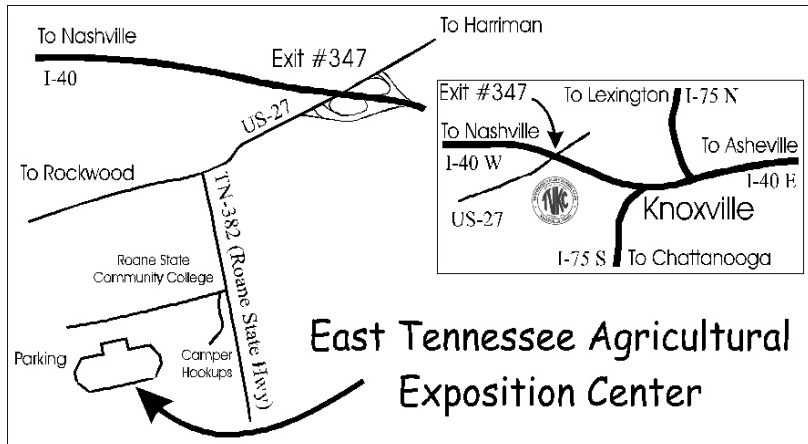 To Nashville
I-40
Exit #347
To Harriman
US-27
To Rockwood
TN-382 (Roane State Hwy)
Roane State
Community College
Parking
Camper
Hookups
East Tennessee Agricultural
Exposition Center
Exit #347
To Lexington
I-75 N
To Nashville
I-40 W
To Asheville
I-40 E
US-27
TVKC
Knoxville
I-75 S
To Chattanooga